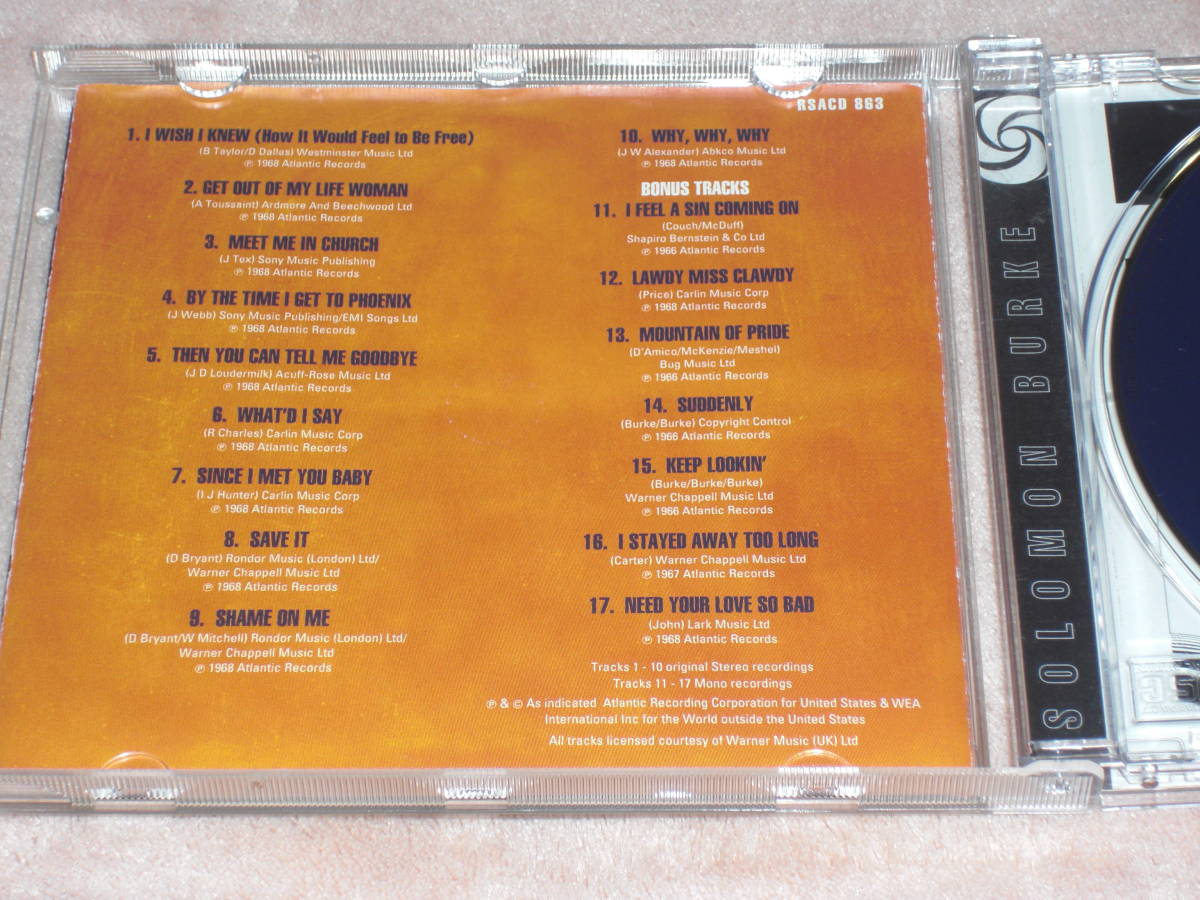 RSACD 863
1. I WISH I KNEW (How It Would Feel to Be Free)
(B Taylor/D Dallas) Westminster Music Ltd
℗ 1968 Atlantic Records
2. GET OUT OF MY LIFE WOMAN
(A Toussaint) Ardmore And Beechwood Ltd
℗ 1968 Atlantic Records
3. MEET ME IN CHURCH
(J Tex) Sony Music Publishing
℗ 1968 Atlantic Records
4. BY THE TIME I GET TO PHOENIX
(J Webb) Sony Music Publishing/EMI Songs Ltd
℗ 1968 Atlantic Records
5. THEN YOU CAN TELL ME GOODBYE
(J D Loudermilk) Acuff-Rose Music Ltd
℗ 1968 Atlantic Records
6. WHAT'D I SAY
(R Charles) Carlin Music Corp
℗ 1968 Atlantic Records
7. SINCE I MET YOU BABY
(I J Hunter) Carlin Music Corp
℗ 1968 Atlantic Records
8. SAVE IT
(D Bryant) Rondor Music (London) Ltd/
Warner Chappell Music Ltd
℗ 1968 Atlantic Records
9. SHAME ON ME
(D Bryant/W Mitchell) Rondor Music (London) Ltd/
Warner Chappell Music Ltd
℗ 1968 Atlantic Records
10. WHY, WHY, WHY
(J W Alexander) Abkco Music Ltd
℗ 1968 Atlantic Records
BONUS TRACKS
11. I FEEL A SIN COMING ON
(Couch/McDuff)
Shapiro Bernstein & Co Ltd
℗ 1966 Atlantic Records
12. LAWDY MISS CLAWDY
(Price) Carlin Music Corp
℗ 1968 Atlantic Records
13. MOUNTAIN OF PRIDE
(D'Amico/McKenzie/Meshel)
Bug Music Ltd
℗ 1966 Atlantic Records
14. SUDDENLY
(Burke/Burke) Copyright Control
℗ 1966 Atlantic Records
15. KEEP LOOKIN'
(Burke/Burke/Burke)
Warner Chappell Music Ltd
℗ 1966 Atlantic Records
16. I STAYED AWAY TOO LONG
(Carter) Warner Chappell Music Ltd
℗ 1967 Atlantic Records
17. NEED YOUR LOVE SO BAD
(John) Lark Music Ltd
℗ 1968 Atlantic Records
Tracks 1 - 10 original Stereo recordings
Tracks 11 - 17 Mono recordings
℗ & © As indicated Atlantic Recording Corporation for United States & WEA
International Inc for the World outside the United States
All tracks licensed courtesy of Warner Music (UK) Ltd
SOLOMON BURKE